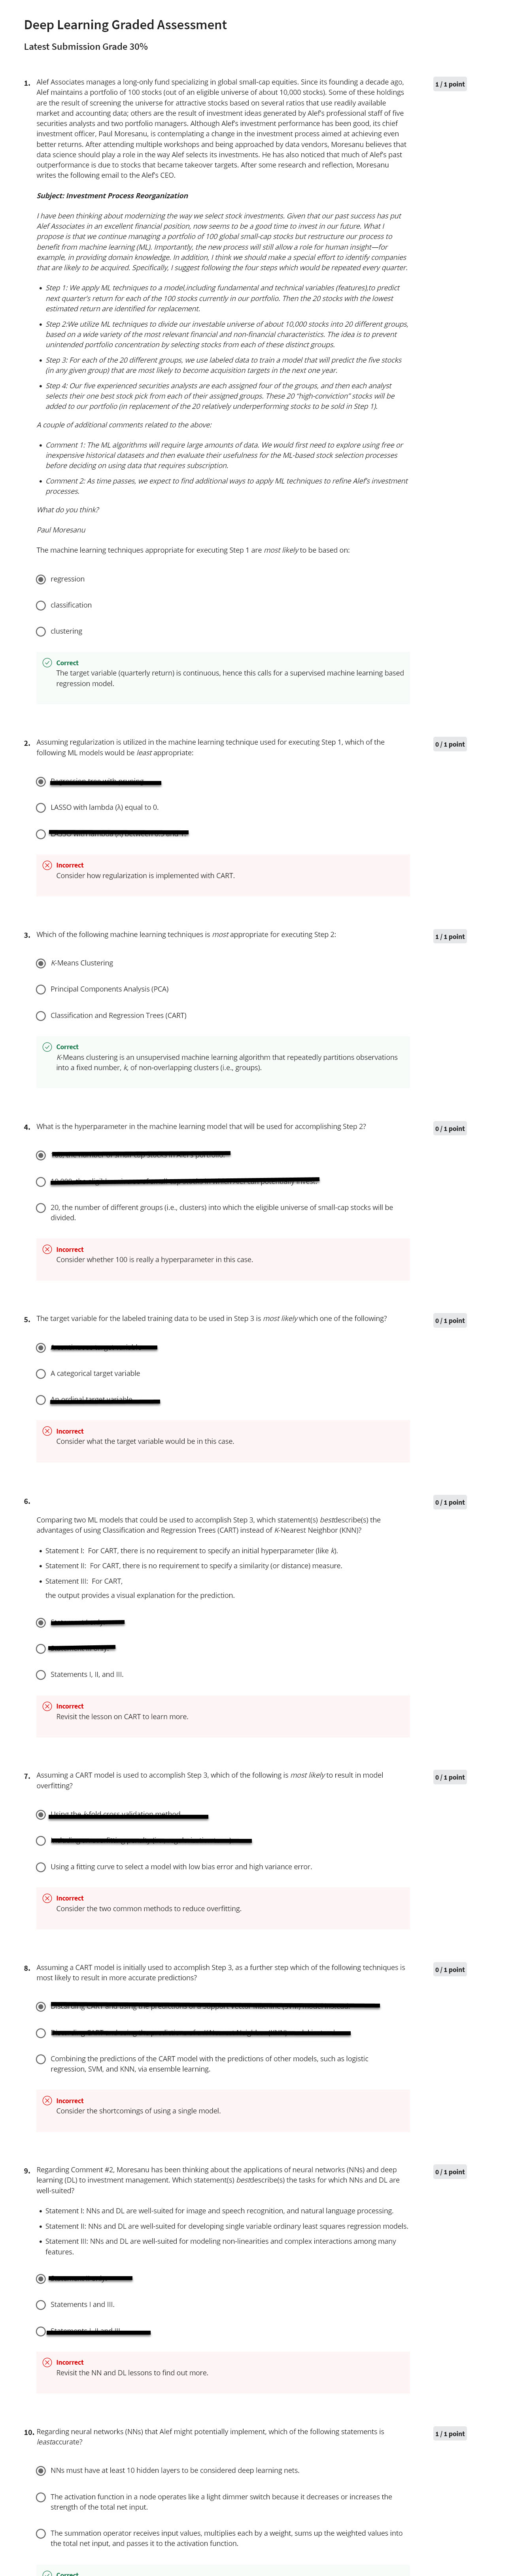 Deep Learning Graded Assessment
Latest Submission Grade 30%
1. Alef Associates manages a long-only fund specializing in global small-cap equities. Since its founding a decade ago, 1 / 1 point
Alef maintains a portfolio of 100 stocks (out of an eligible universe of about 10,000 stocks). Some of these holdings
are the result of screening the universe for attractive stocks based on several ratios that use readily available
market and accounting data; others are the result of investment ideas generated by Alef's professional staff of five
securities analysts and two portfolio managers. Although Alef's investment performance has been good, its chief
investment officer, Paul Moresanu, is contemplating a change in the investment process aimed at achieving even
better returns. After attending multiple workshops and being approached by data vendors, Moresanu believes that
data science should play a role in the way Alef selects its investments. He has also noticed that much of Alef's past
outperformance is due to stocks that became takeover targets. After some research and reflection, Moresanu
writes the following email to the Alef's CEO.
Subject: Investment Process Reorganization
I have been thinking about modernizing the way we select stock investments. Given that our past success has put
Alef Associates in an excellent financial position, now seems to be a good time to invest in our future. What I
propose is that we continue managing a portfolio of 100 global small-cap stocks but restructure our process to
benefit from machine learning (ML). Importantly, the new process will still allow a role for human insight—for
example, in providing domain knowledge. In addition, I think we should make a special effort to identify companies
that are likely to be acquired. Specifically, I suggest following the four steps which would be repeated every quarter.
• Step 1: We apply ML techniques to a model,including fundamental and technical variables (features),to predict
next quarter's return for each of the 100 stocks currently in our portfolio. Then the 20 stocks with the lowest
estimated return are identified for replacement.
• Step 2:We utilize ML techniques to divide our investable universe of about 10,000 stocks into 20 different groups,
based on a wide variety of the most relevant financial and non-financial characteristics. The idea is to prevent
unintended portfolio concentration by selecting stocks from each of these distinct groups.
• Step 3: For each of the 20 different groups, we use labeled data to train a model that will predict the five stocks
(in any given group) that are most likely to become acquisition targets in the next one year.
• Step 4: Our five experienced securities analysts are each assigned four of the groups, and then each analyst
selects their one best stock pick from each of their assigned groups. These 20 "high-conviction" stocks will be
added to our portfolio (in replacement of the 20 relatively underperforming stocks to be sold in Step 1).
A couple of additional comments related to the above:
• Comment 1: The ML algorithms will require large amounts of data. We would first need to explore using free or
inexpensive historical datasets and then evaluate their usefulness for the ML-based stock selection processes
before deciding on using data that requires subscription.
• Comment 2: As time passes, we expect to find additional ways to apply ML techniques to refine Alef's investment
processes.
What do you think?
Paul Moresanu
The machine learning techniques appropriate for executing Step 1 are most likely to be based on:
regression
classification
clustering
Correct
The target variable (quarterly return) is continuous, hence this calls for a supervised machine learning based
regression model.
2. Assuming regularization is utilized in the machine learning technique used for executing Step 1, which of the 0 / 1 point
following ML models would be least appropriate:
LASSO with lambda (λ) equal to 0.
Incorrect
Consider how regularization is implemented with CART.
3. Which of the following machine learning techniques is most appropriate for executing Step 2: 1 / 1 point
K-Means Clustering
Principal Components Analysis (PCA)
Classification and Regression Trees (CART)
Correct
K-Means clustering is an unsupervised machine learning algorithm that repeatedly partitions observations
into a fixed number, k, of non-overlapping clusters (i.e., groups).
4. What is the hyperparameter in the machine learning model that will be used for accomplishing Step 2? 0 / 1 point
20, the number of different groups (i.e., clusters) into which the eligible universe of small-cap stocks will be
divided.
Incorrect
Consider whether 100 is really a hyperparameter in this case.
5. The target variable for the labeled training data to be used in Step 3 is most likely which one of the following? 0 / 1 point
A categorical target variable
An ordinal target variable
Incorrect
Consider what the target variable would be in this case.
6. 0 / 1 point
Comparing two ML models that could be used to accomplish Step 3, which statement(s) bestdescribe(s) the
advantages of using Classification and Regression Trees (CART) instead of K-Nearest Neighbor (KNN)?
• Statement I: For CART, there is no requirement to specify an initial hyperparameter (like k).
• Statement II: For CART, there is no requirement to specify a similarity (or distance) measure.
• Statement III: For CART,
the output provides a visual explanation for the prediction.
Statements I, II, and III.
Incorrect
Revisit the lesson on CART to learn more.
7. Assuming a CART model is used to accomplish Step 3, which of the following is most likely to result in model 0 / 1 point
overfitting?
Using the k-fold cross validation method
Using a fitting curve to select a model with low bias error and high variance error.
Incorrect
Consider the two common methods to reduce overfitting.
8. Assuming a CART model is initially used to accomplish Step 3, as a further step which of the following techniques is 0 / 1 point
most likely to result in more accurate predictions?
Combining the predictions of the CART model with the predictions of other models, such as logistic
regression, SVM, and KNN, via ensemble learning.
Incorrect
Consider the shortcomings of using a single model.
9. Regarding Comment #2, Moresanu has been thinking about the applications of neural networks (NNs) and deep 0 / 1 point
learning (DL) to investment management. Which statement(s) bestdescribe(s) the tasks for which NNs and DL are
well-suited?
• Statement I: NNs and DL are well-suited for image and speech recognition, and natural language processing.
• Statement II: NNs and DL are well-suited for developing single variable ordinary least squares regression models.
• Statement III: NNs and DL are well-suited for modeling non-linearities and complex interactions among many
features.
Statements I and III.
Incorrect
Revisit the NN and DL lessons to find out more.
10. Regarding neural networks (NNs) that Alef might potentially implement, which of the following statements is 1 / 1 point
leastaccurate?
NNs must have at least 10 hidden layers to be considered deep learning nets.
The activation function in a node operates like a light dimmer switch because it decreases or increases the
strength of the total net input.
The summation operator receives input values, multiplies each by a weight, sums up the weighted values into
the total net input, and passes it to the activation function.
Correct